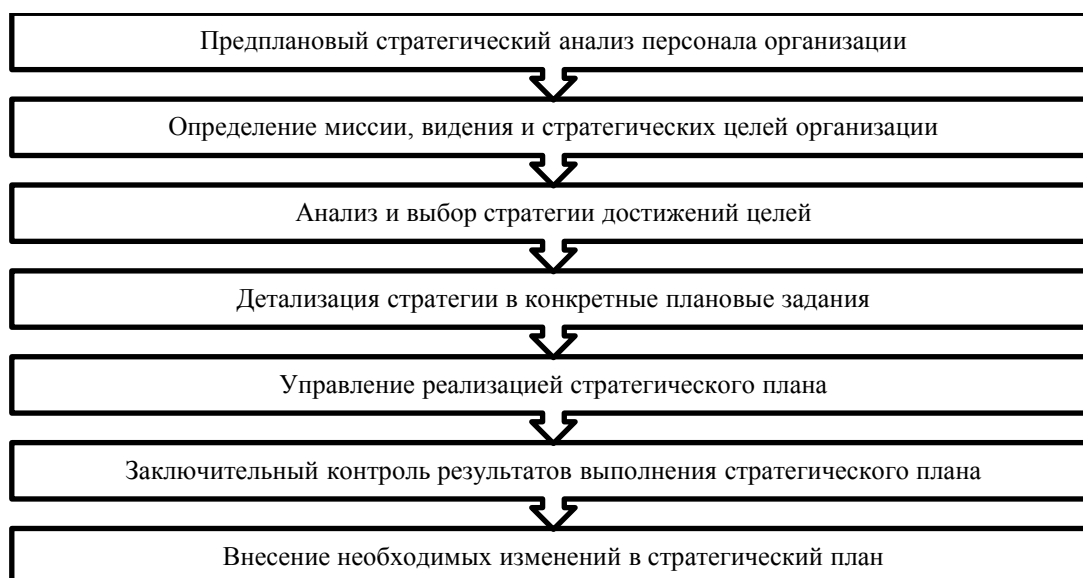 Предплановый стратегический анализ персонала организации
Определение миссии, видения и стратегических целей организации
Анализ и выбор стратегии достижений целей
Детализация стратегии в конкретные плановые задания
Управление реализацией стратегического плана
Заключительный контроль результатов выполнения стратегического плана
Внесение необходимых изменений в стратегический план